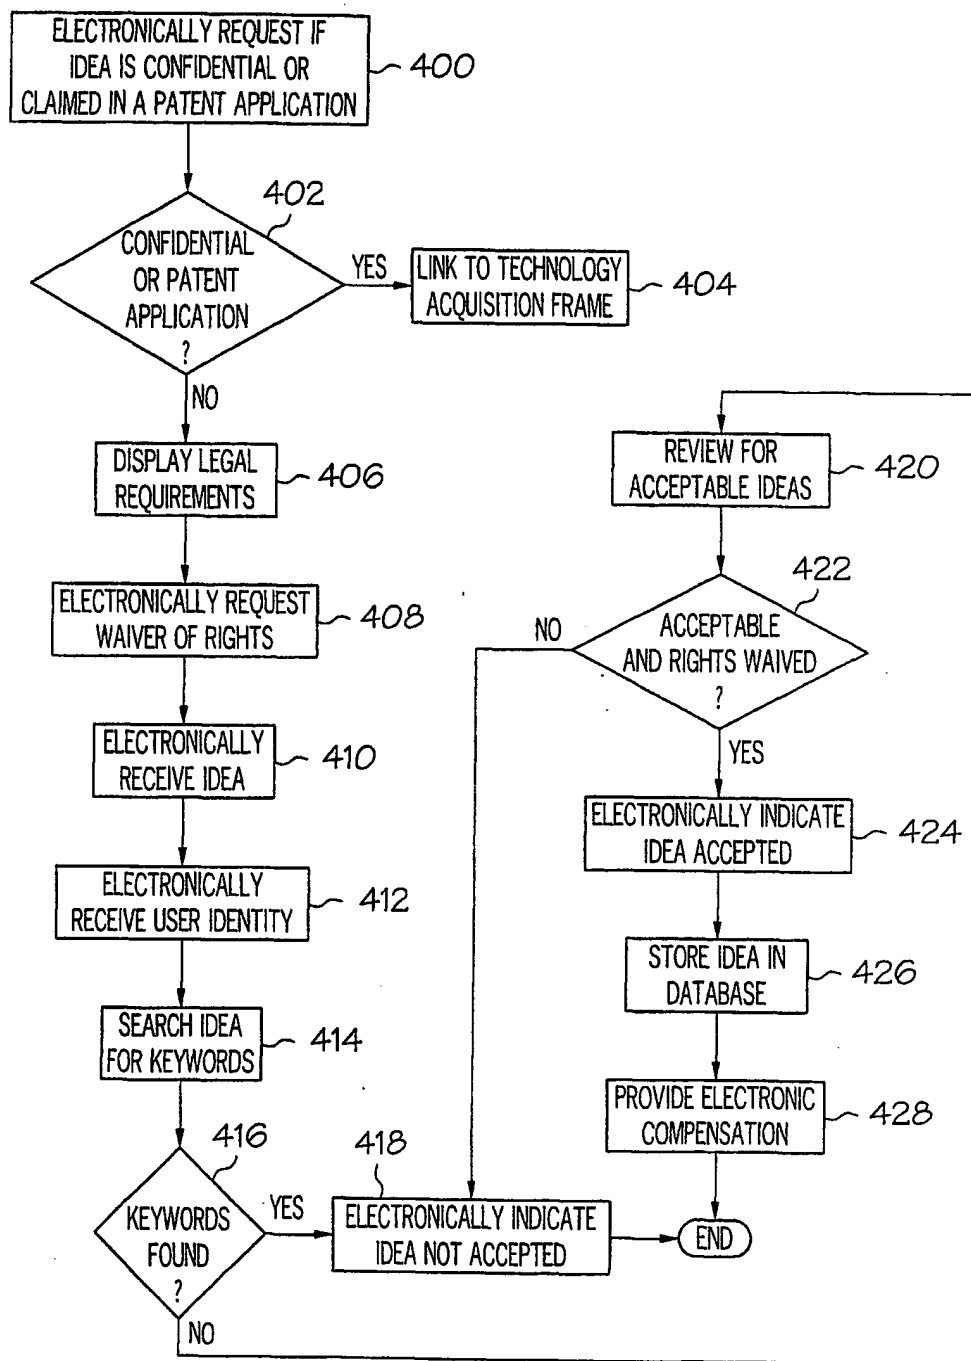 ELECTRONICALLY REQUEST IF
IDEA IS CONFIDENTIAL OR
CLAIMED IN A PATENT APPLICATION
400
402
CONFIDENTIAL
OR PATENT
APPLICATION
?
YES
LINK TO TECHNOLOGY
ACQUISITION FRAME
404
NO
DISPLAY LEGAL
REQUIREMENTS
406
ELECTRONICALLY REQUEST
WAIVER OF RIGHTS
408
ELECTRONICALLY
RECEIVE IDEA
410
ELECTRONICALLY
RECEIVE USER IDENTITY
412
SEARCH IDEA
FOR KEYWORDS
414
416
KEYWORDS
FOUND
?
YES
NO
418
ELECTRONICALLY INDICATE
IDEA NOT ACCEPTED
REVIEW FOR
ACCEPTABLE IDEAS
420
422
ACCEPTABLE
AND RIGHTS WAIVED
?
NO
YES
ELECTRONICALLY INDICATE
IDEA ACCEPTED
424
STORE IDEA IN
DATABASE
426
PROVIDE ELECTRONIC
COMPENSATION
428
END